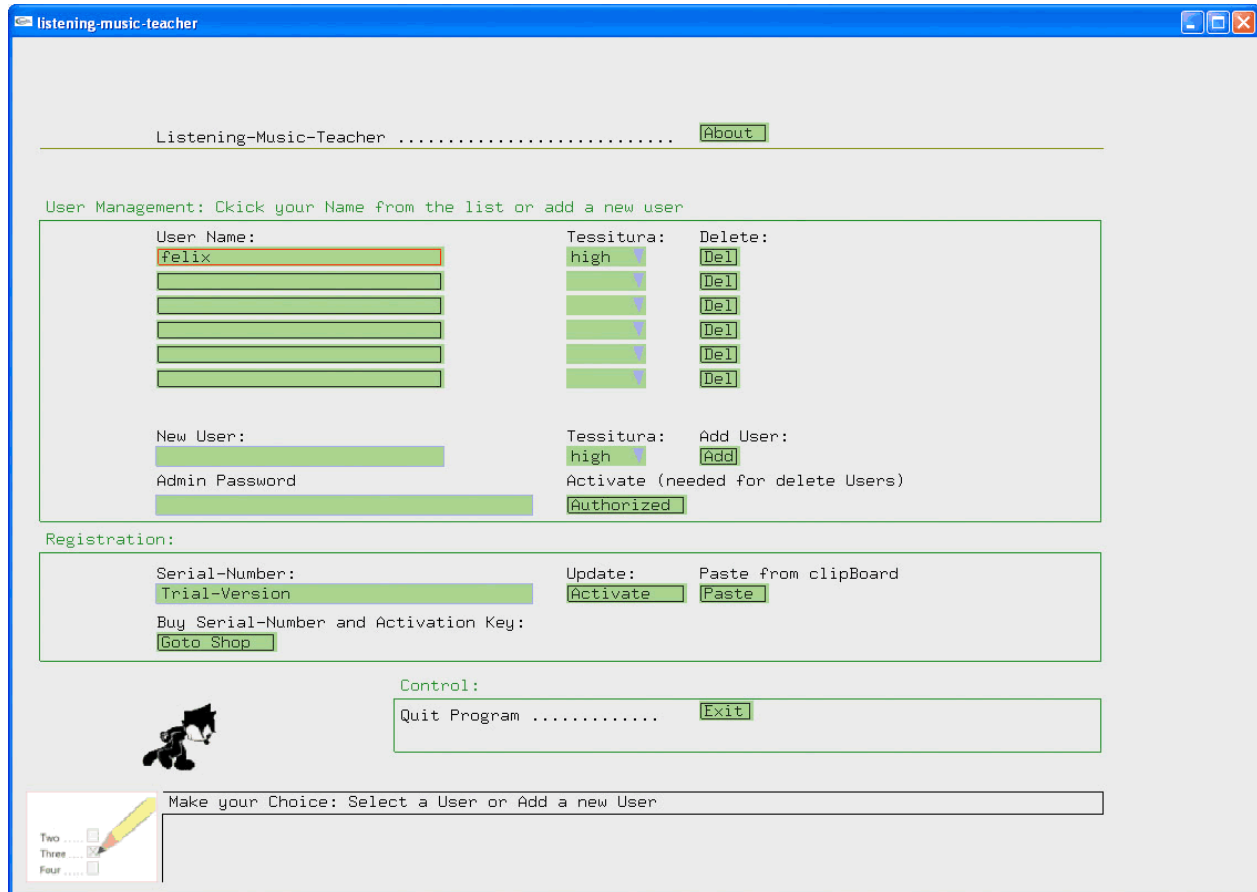 listening-music-teacher
Listening-Music-Teacher ............................ About
User Management: Ckick your Name from the list or add a new user
User Name: Tessitura: Delete:
felix high Del
Del
Del
Del
Del
Del
New User: Tessitura: Add User:
high Add
Admin Password Activate (needed for delete Users)
Authorized
Registration:
Serial-Number: Update: Paste from clipBoard
Trial-Version Activate Paste
Buy Serial-Number and Activation Key:
Goto Shop
Control:
Quit Program ............. Exit
Make your Choice: Select a User or Add a new User
Two .....
Three ....
Four .....